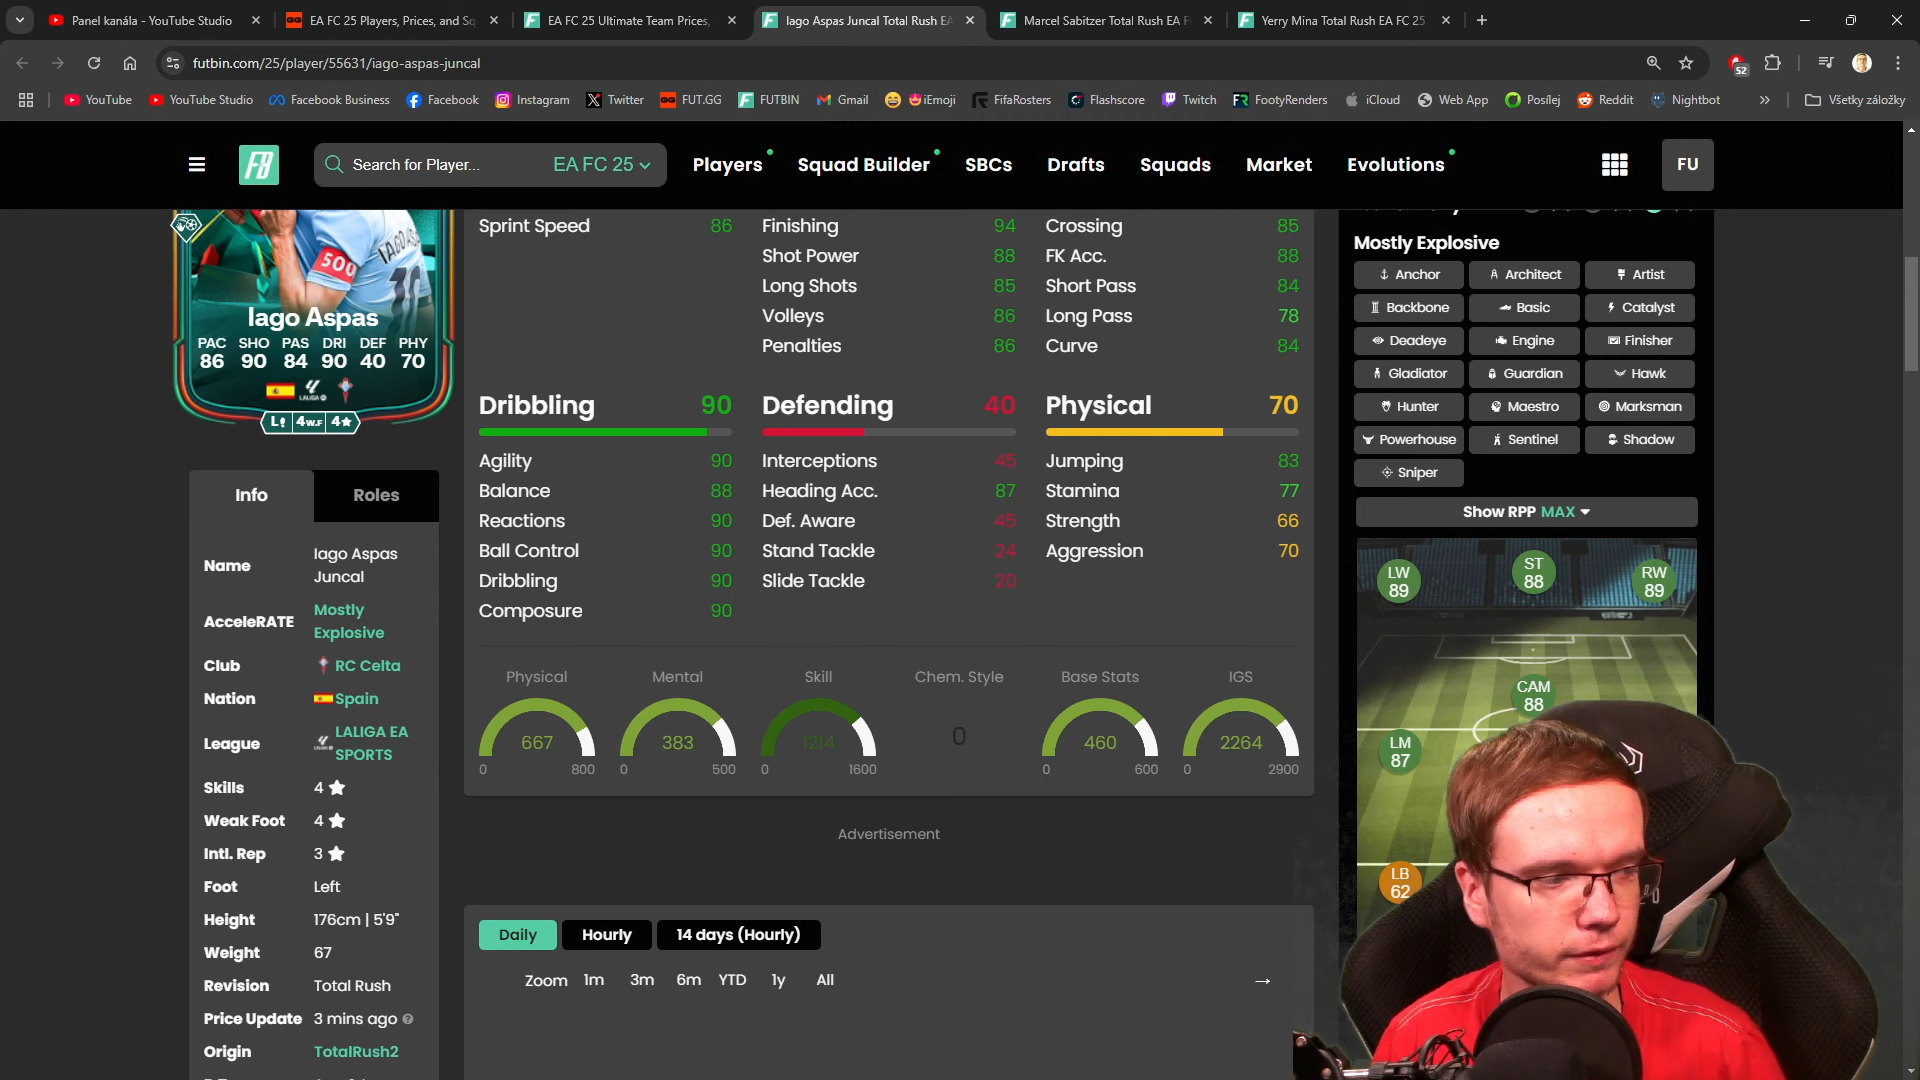 Panel kanála - YouTube Studio
EA FC 25 Players, Prices, and Sq
EA FC 25 Ultimate Team Prices,
Iago Aspas Juncal Total Rush EA
Marcel Sabitzer Total Rush EA F
Yerry Mina Total Rush EA FC 25
futbin.com/25/player/55631/iago-aspas-juncal
52
YouTube YouTube Studio Facebook Business Facebook Instagram Twitter FUT.GG FUTBIN Gmail iEmoji FifaRosters Flashscore Twitch FootyRenders iCloud Web App Posílej Reddit Nightbot » Všetky záložky
Search for Player... EA FC 25
Players Squad Builder SBCs Drafts Squads Market Evolutions FU
IAGO ASPAS
500
Iago Aspas
PAC SHO PAS DRI DEF PHY
86 90 84 90 40 70
LALIGA
L 4W.F 4★
Sprint Speed 86
Finishing 94
Shot Power 88
Long Shots 85
Volleys 86
Penalties 86
Crossing 85
FK Acc. 88
Short Pass 84
Long Pass 78
Curve 84
Dribbling 90
Agility 90
Balance 88
Reactions 90
Ball Control 90
Dribbling 90
Composure 90
Defending 40
Interceptions 45
Heading Acc. 87
Def. Aware 45
Stand Tackle 24
Slide Tackle 20
Physical 70
Jumping 83
Stamina 77
Strength 66
Aggression 70
Physical Mental Skill Chem. Style Base Stats IGS
667 383 1214 0 460 2264
0 800 0 500 0 1600 0 600 0 2900
Info Roles
Name Iago Aspas Juncal
AcceleRATE Mostly Explosive
Club RC Celta
Nation Spain
League LALIGA EA SPORTS
Skills 4 ★
Weak Foot 4 ★
Intl. Rep 3 ★
Foot Left
Height 176cm | 5'9"
Weight 67
Revision Total Rush
Price Update 3 mins ago
Origin TotalRush2
Advertisement
Daily Hourly 14 days (Hourly)
Zoom 1m 3m 6m YTD 1y All →
Mostly Explosive
Anchor Architect Artist
Backbone Basic Catalyst
Deadeye Engine Finisher
Gladiator Guardian Hawk
Hunter Maestro Marksman
Powerhouse Sentinel Shadow
Sniper
Show RPP MAX
LW 89
ST 88
RW 89
CAM 88
LM 87
LB 62